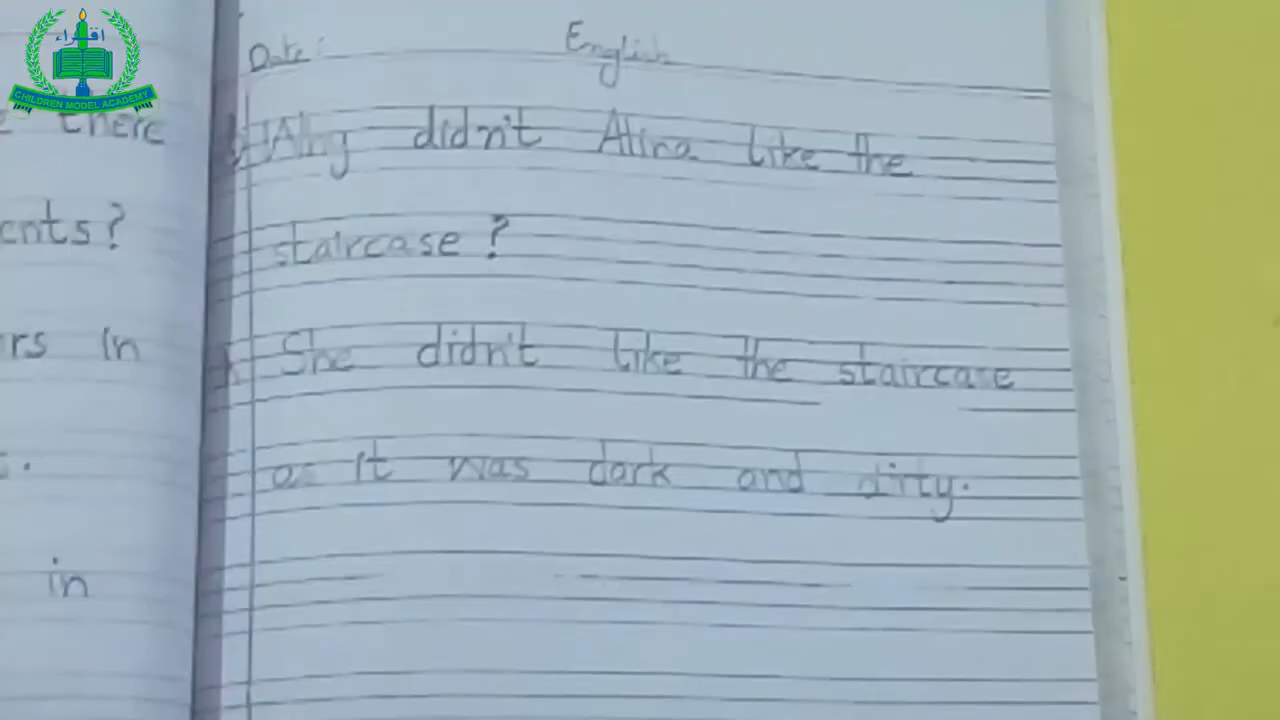 اقراء
CHILDREN MODEL ACADEMY
there
ents?
rs in
in
Date: English
Why didn't Alina like the
staircase?
She didn't like the staircase
as it was dark and dirty.